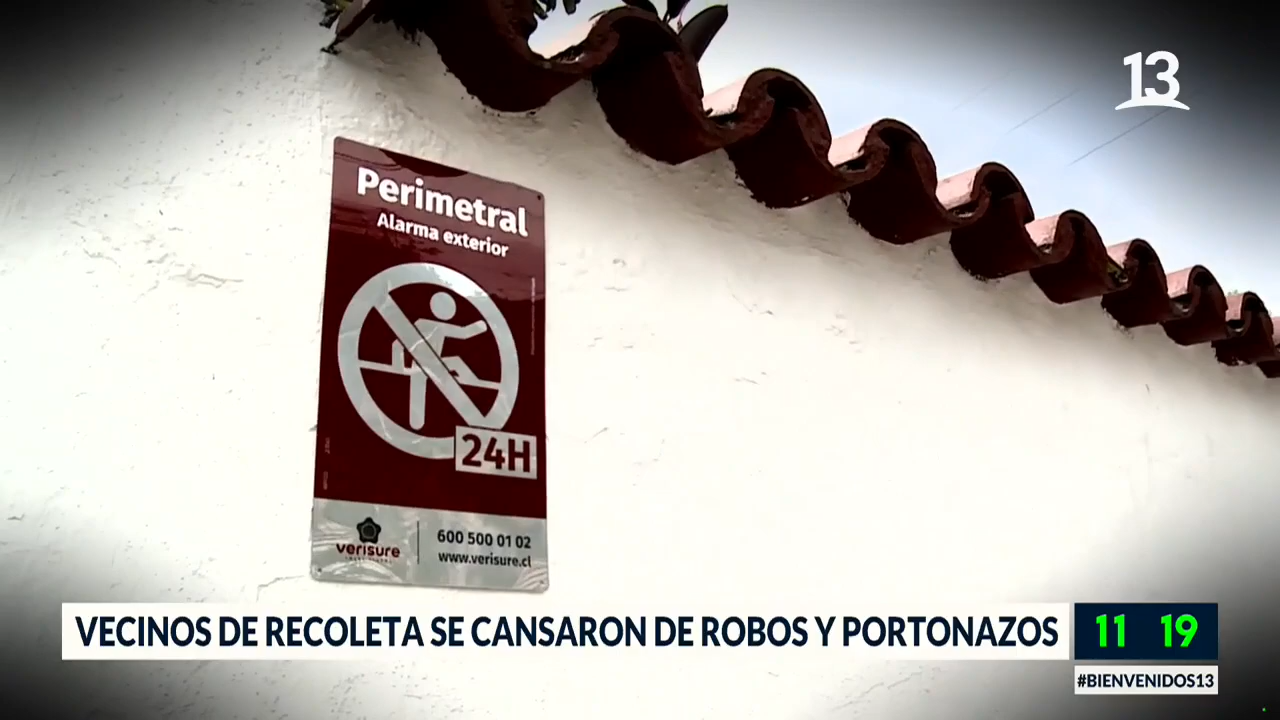 13
Perimetral
Alarma exterior
24H
verisure
600 500 01 02
www.verisure.cl
VECINOS DE RECOLETA SE CANSARON DE ROBOS Y PORTONAZOS
11 19
#BIENVENIDOS13